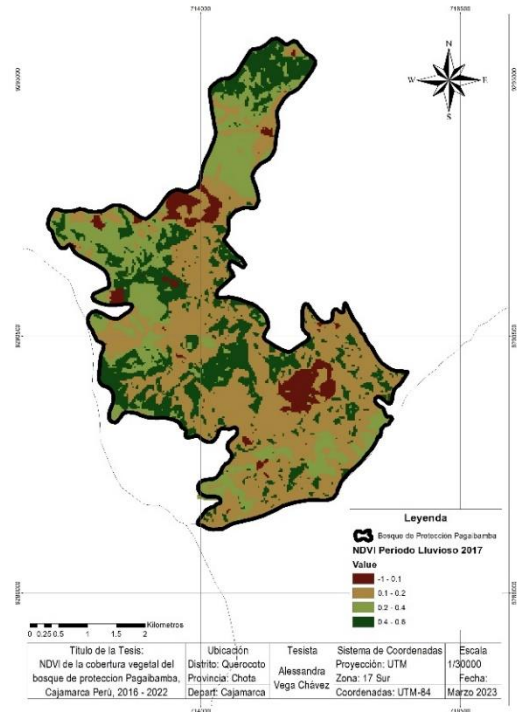 714000
718000
N
W
E
S
Leyenda
Bosque de Proteccion Pagaibamba
NDVI Periodo Lluvioso 2017
Value
-1 - 0.1
0.1 - 0.2
0.2 - 0.4
0.4 - 0.6
Kilometros
0 0.25 0.5 1 1.5 2
Titulo de la Tesis:
NDVI de la cobertura vegetal del
bosque de protección Pagaibamba,
Cajamarca Perú, 2016 - 2022
Ubicación
Distrito: Querocoto
Provincia: Chota
Depart: Cajamarca
Tesista
Alessandra
Vega Chávez
Sistema de Coordenadas
Proyección: UTM
Zona: 17 Sur
Coordenadas: UTM-84
Escala
1/30000
Fecha:
Marzo 2023
714000